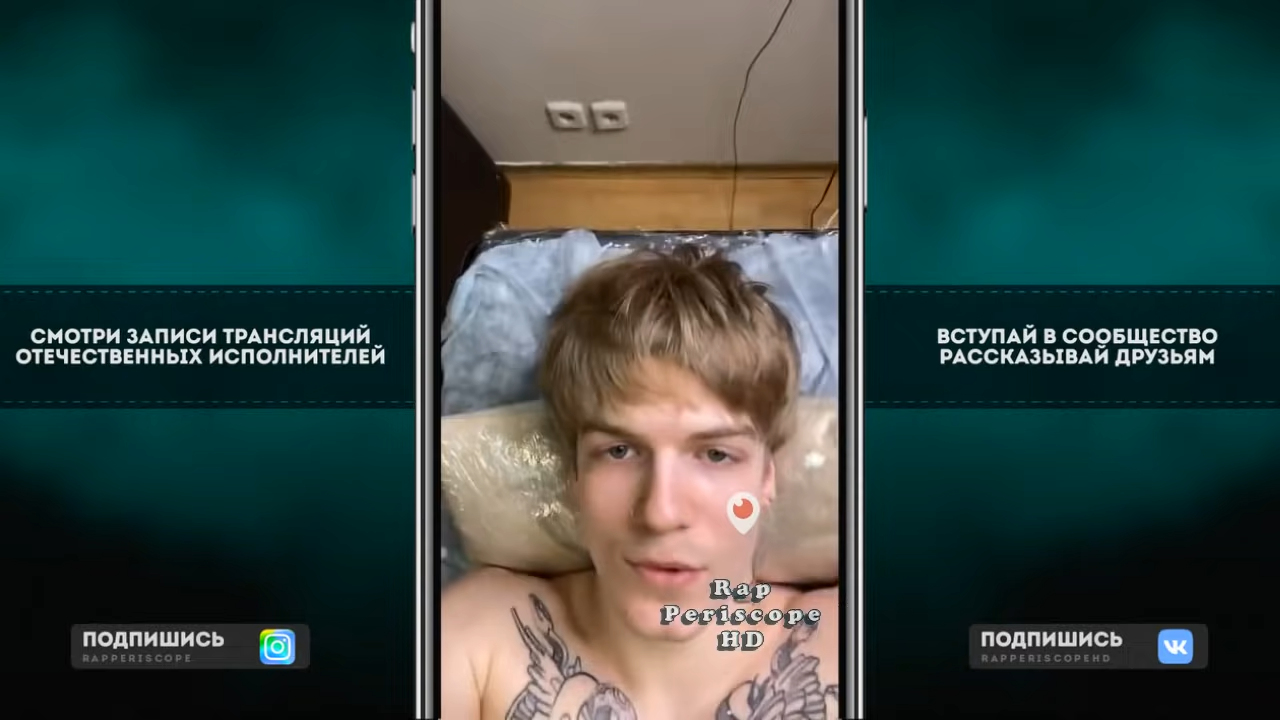 СМОТРИ ЗАПИСИ ТРАНСЛЯЦИЙ
ОТЕЧЕСТВЕННЫХ ИСПОЛНИТЕЛЕЙ
ВСТУПАЙ В СООБЩЕСТВО
РАССКАЗЫВАЙ ДРУЗЬЯМ
Rap
Periscope
HD
ПОДПИШИСЬ
RAPPERISCOPE
ПОДПИШИСЬ
RAPPERISCOPEHD